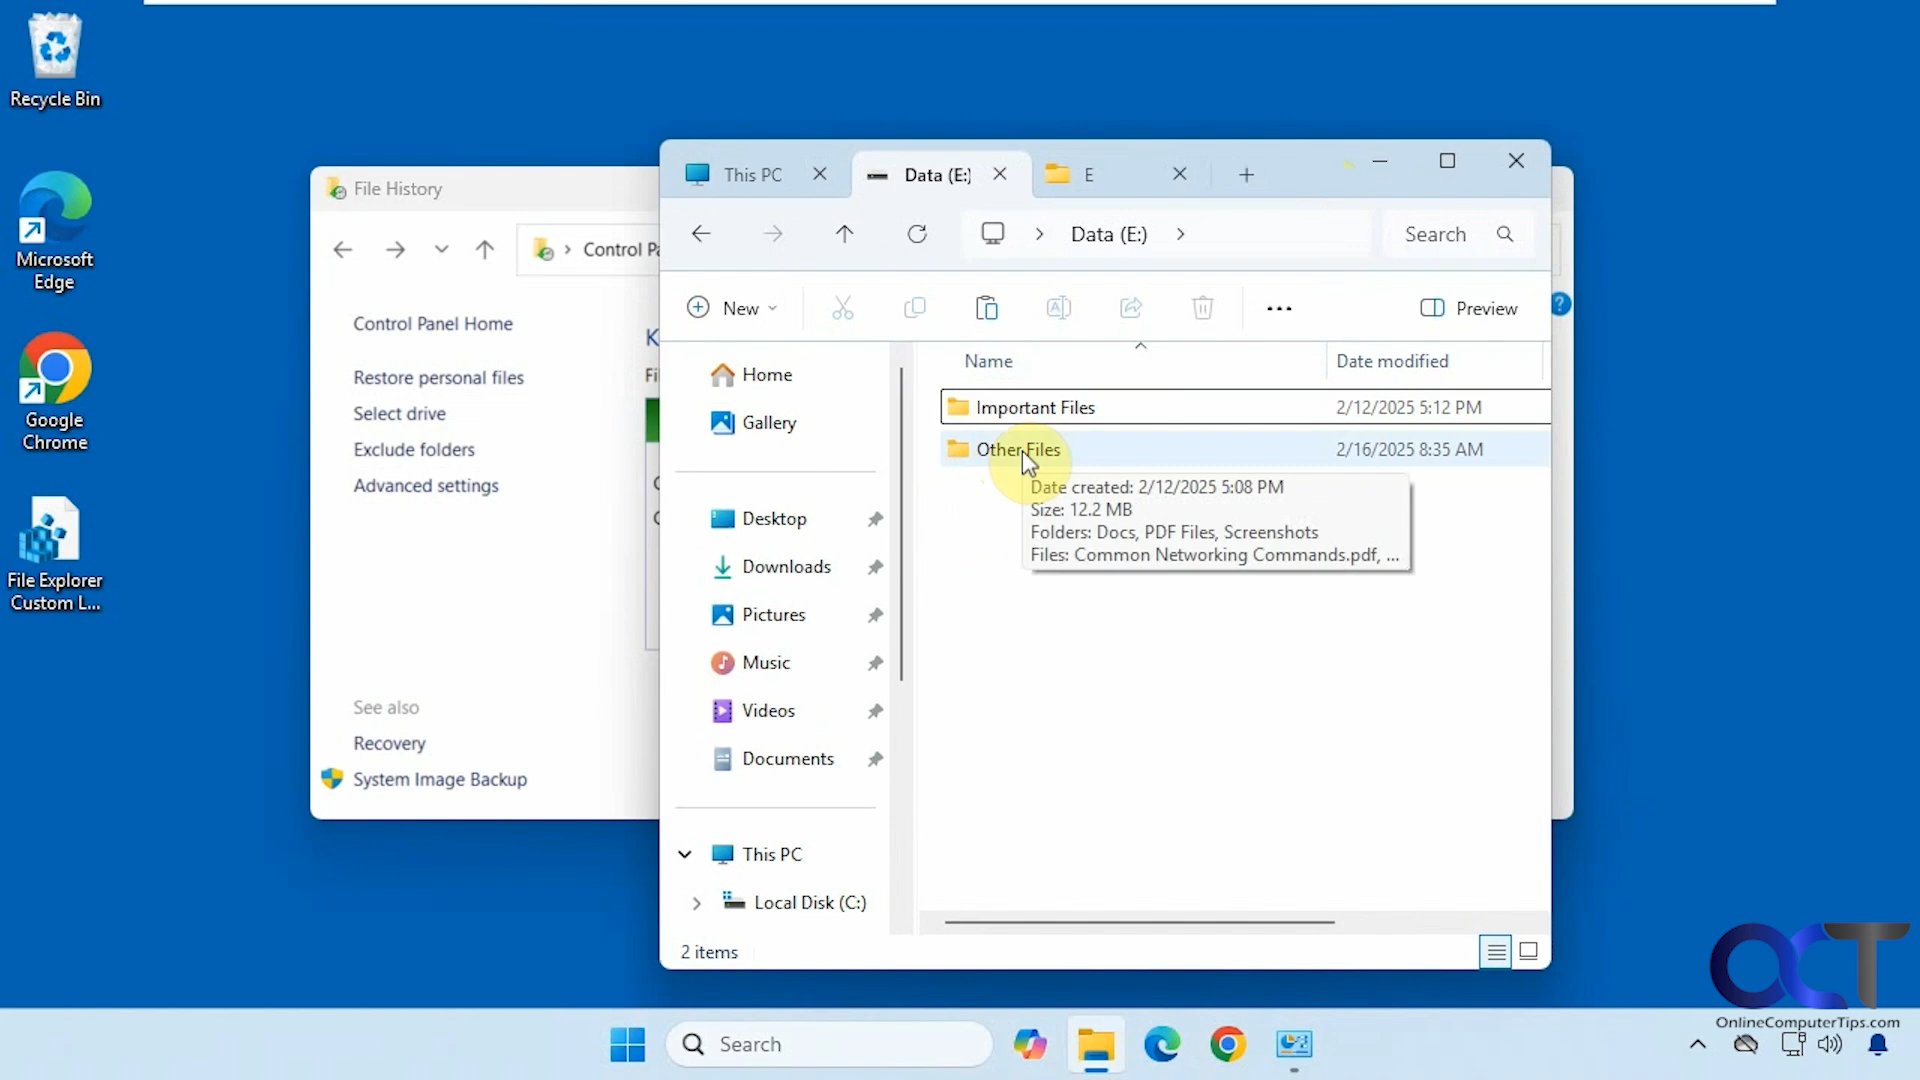 Recycle Bin
Microsoft
Edge
Google
Chrome
File Explorer
Custom L...
File History
Control Pa
Control Panel Home
Restore personal files
Select drive
Exclude folders
Advanced settings
See also
Recovery
System Image Backup
K
Fi
This PC
Data (E:)
E
Data (E:)
Search
New
Preview
Name
Date modified
Home
Gallery
Desktop
Downloads
Pictures
Music
Videos
Documents
This PC
Local Disk (C:)
Important Files
2/12/2025 5:12 PM
Other Files
2/16/2025 8:35 AM
Date created: 2/12/2025 5:08 PM
Size: 12.2 MB
Folders: Docs, PDF Files, Screenshots
Files: Common Networking Commands.pdf, ...
2 items
OCT
OnlineComputerTips.com
Search